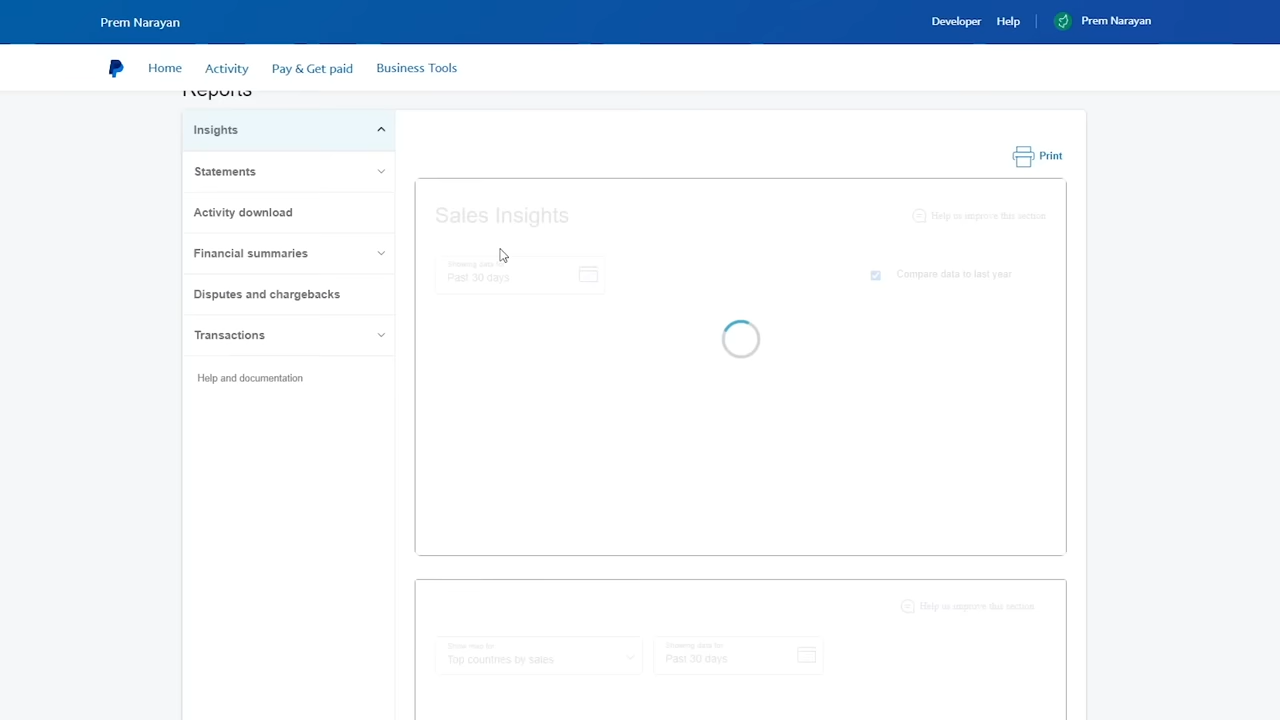 Prem Narayan
Developer Help Prem Narayan
Home Activity Pay & Get paid Business Tools
Reports
Insights
Statements
Activity download
Financial summaries
Disputes and chargebacks
Transactions
Help and documentation
Print
Sales Insights
Help us improve this section
Showing data for
Past 30 days
Compare data to last year
Help us improve this section
Show map for
Top countries by sales
Showing data for
Past 30 days